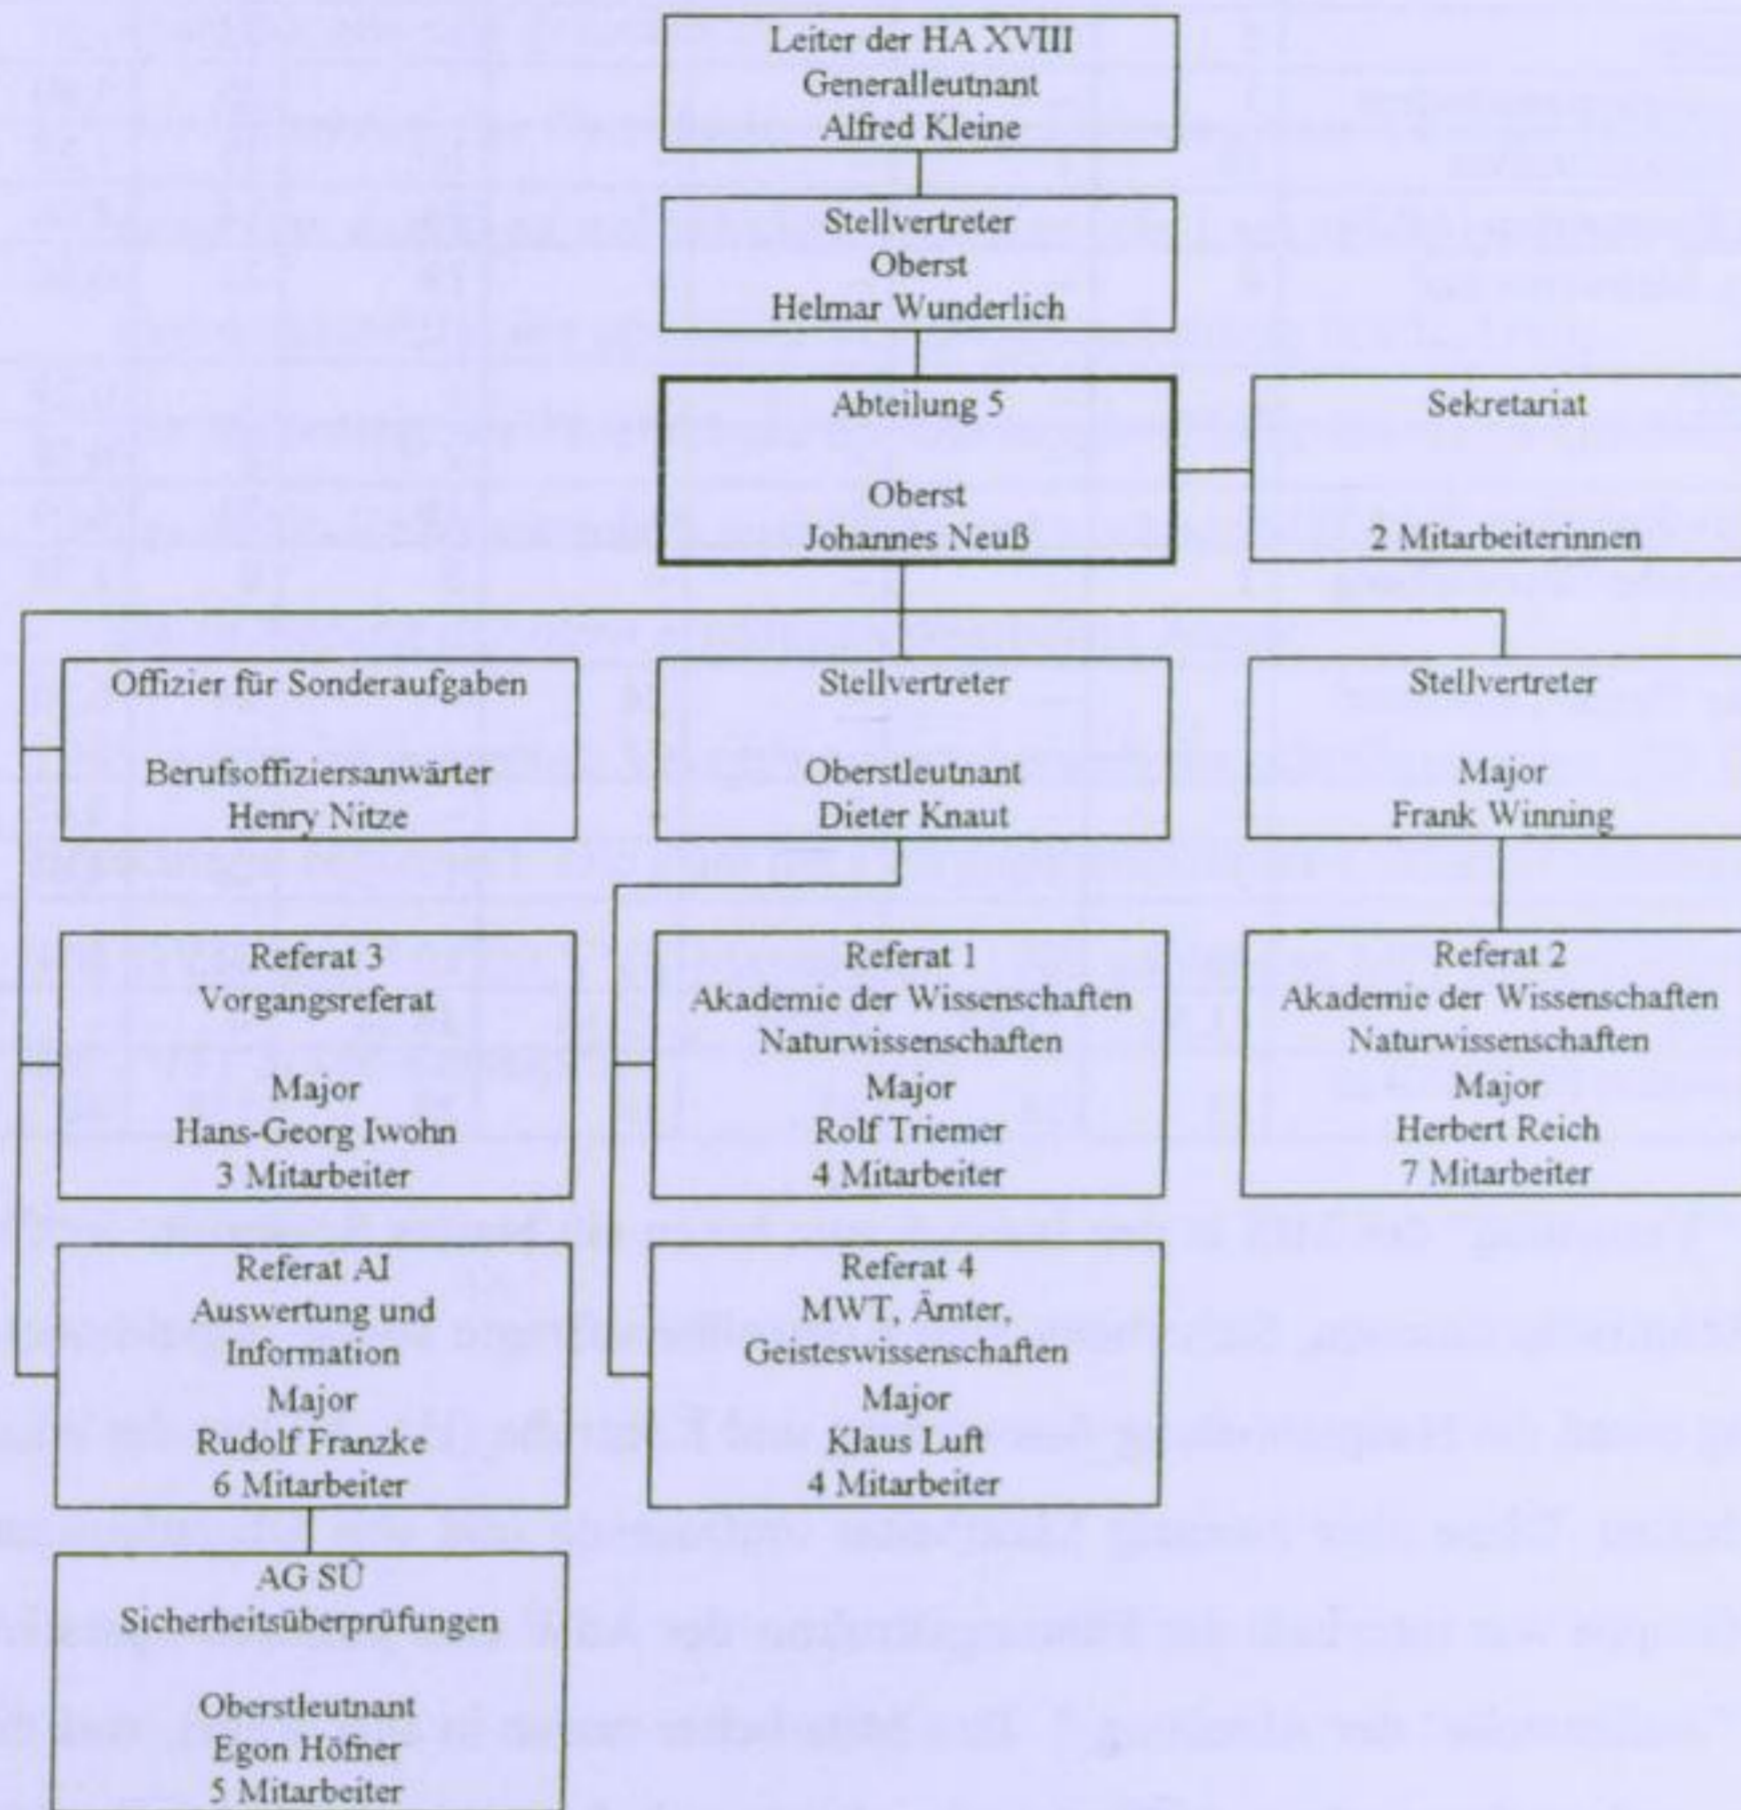 Leiter der HA XVIII
Generalleutnant
Alfred Kleine
Stellvertreter
Oberst
Helmar Wunderlich
Abteilung 5
Oberst
Johannes Neuß
Sekretariat
2 Mitarbeiterinnen
Offizier für Sonderaufgaben
Berufsoffiziersanwärter
Henry Nitze
Stellvertreter
Oberstleutnant
Dieter Knaut
Stellvertreter
Major
Frank Winning
Referat 3
Vorgangsreferat
Major
Hans-Georg Iwohn
3 Mitarbeiter
Referat 1
Akademie der Wissenschaften
Naturwissenschaften
Major
Rolf Triemer
4 Mitarbeiter
Referat 2
Akademie der Wissenschaften
Naturwissenschaften
Major
Herbert Reich
7 Mitarbeiter
Referat AI
Auswertung und
Information
Major
Rudolf Franzke
6 Mitarbeiter
Referat 4
MWT, Ämter,
Geisteswissenschaften
Major
Klaus Luft
4 Mitarbeiter
AG SÜ
Sicherheitsüberprüfungen
Oberstleutnant
Egon Höfner
5 Mitarbeiter